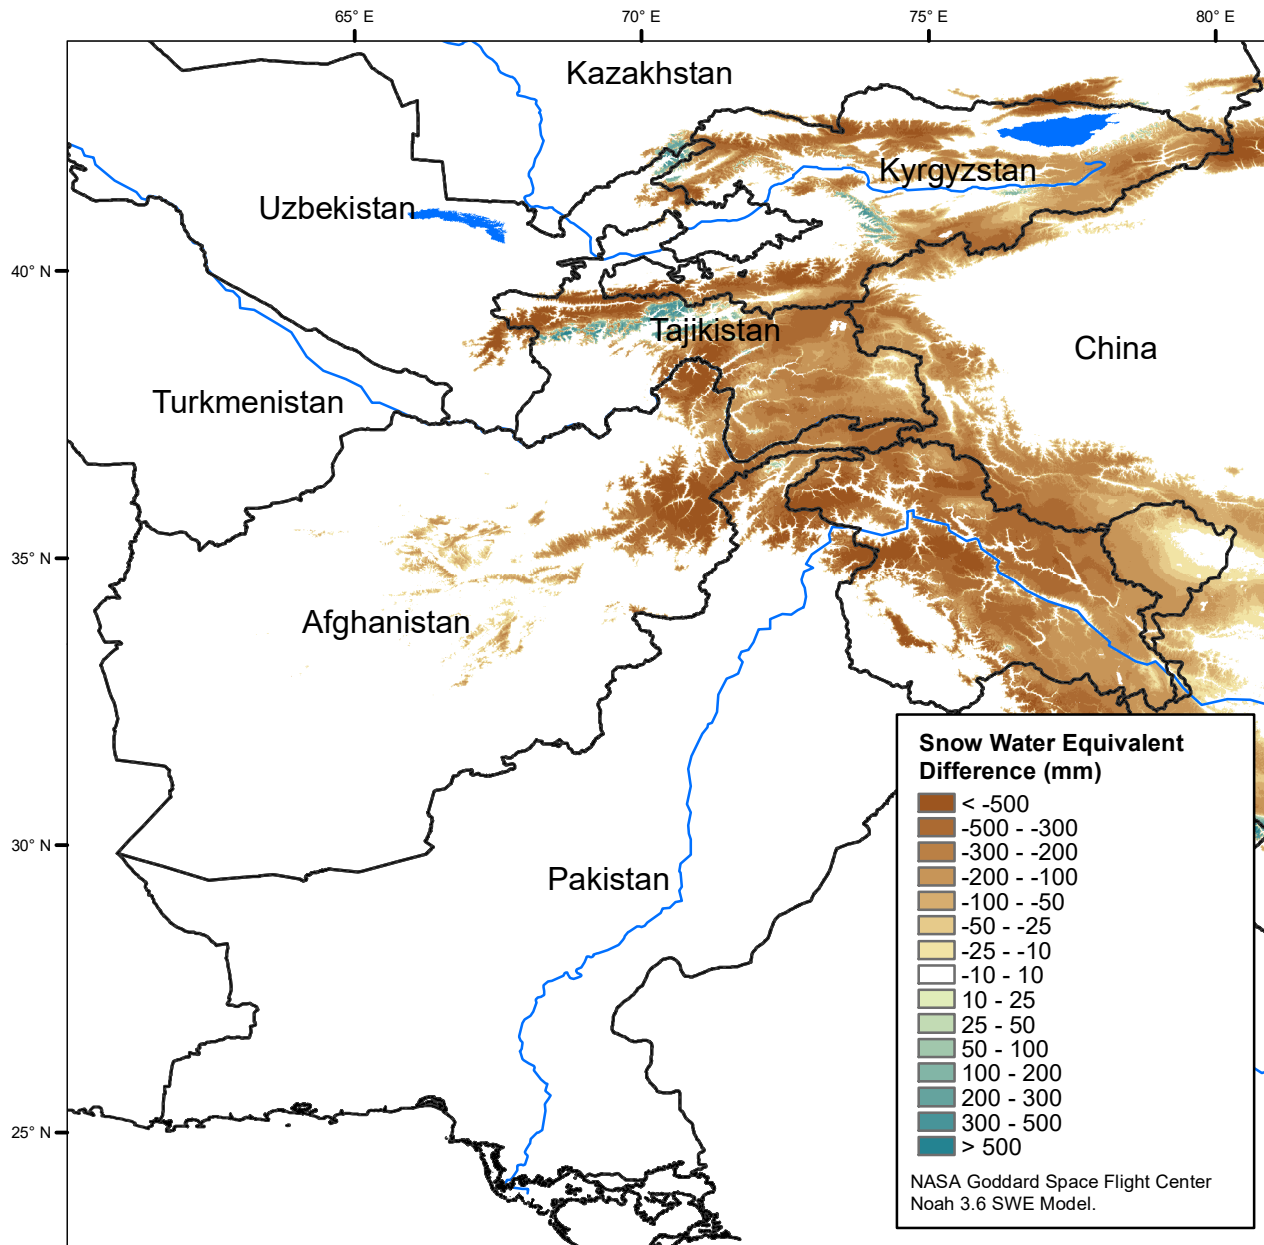 65° E
70° E
75° E
80° E
Kazakhstan
Kyrgyzstan
Uzbekistan
40° N
Tajikistan
China
Turkmenistan
35° N
Afghanistan
30° N
Pakistan
25° N
Snow Water Equivalent
Difference (mm)
< -500
-500 - -300
-300 - -200
-200 - -100
-100 - -50
-50 - -25
-25 - -10
-10 - 10
10 - 25
25 - 50
50 - 100
100 - 200
200 - 300
300 - 500
> 500
NASA Goddard Space Flight Center
Noah 3.6 SWE Model.